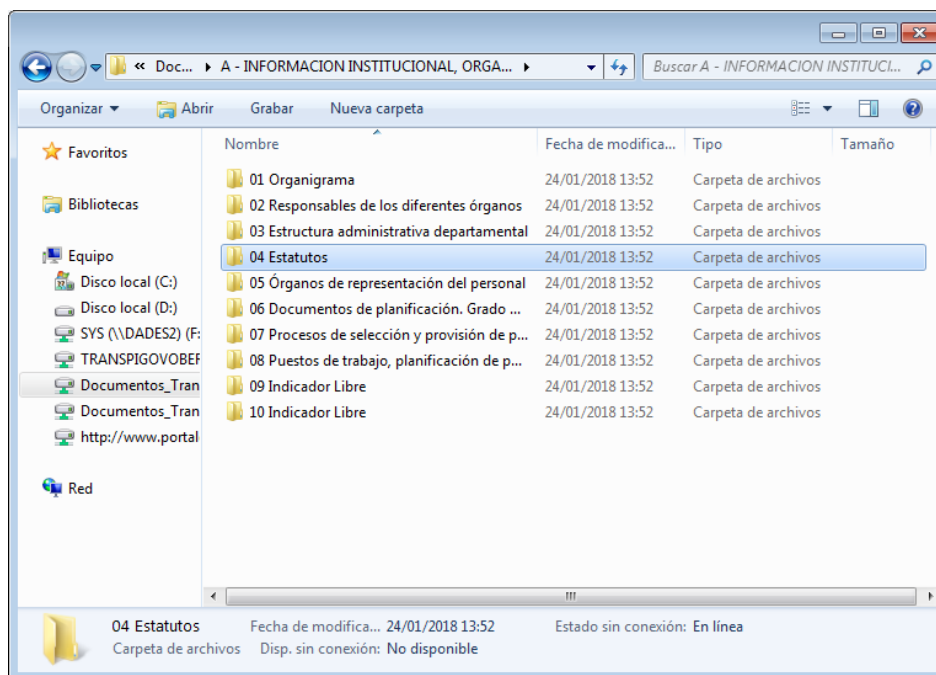 « Doc... ▸ A - INFORMACION INSTITUCIONAL, ORGA... ▸
Buscar A - INFORMACION INSTITUCI...
Organizar Abrir Grabar Nueva carpeta
Nombre Fecha de modifica... Tipo Tamaño
Favoritos
Bibliotecas
Equipo
Disco local (C:)
Disco local (D:)
SYS (\\DADES2) (F:
TRANSPIGOVOBEF
Documentos_Tran
Documentos_Tran
http://www.portal
Red
01 Organigrama 24/01/2018 13:52 Carpeta de archivos
02 Responsables de los diferentes órganos 24/01/2018 13:52 Carpeta de archivos
03 Estructura administrativa departamental 24/01/2018 13:52 Carpeta de archivos
04 Estatutos 24/01/2018 13:52 Carpeta de archivos
05 Órganos de representación del personal 24/01/2018 13:52 Carpeta de archivos
06 Documentos de planificación. Grado ... 24/01/2018 13:52 Carpeta de archivos
07 Procesos de selección y provisión de p... 24/01/2018 13:52 Carpeta de archivos
08 Puestos de trabajo, planificación de p... 24/01/2018 13:52 Carpeta de archivos
09 Indicador Libre 24/01/2018 13:52 Carpeta de archivos
10 Indicador Libre 24/01/2018 13:52 Carpeta de archivos
04 Estatutos Fecha de modifica... 24/01/2018 13:52 Estado sin conexión: En línea
Carpeta de archivos Disp. sin conexión: No disponible